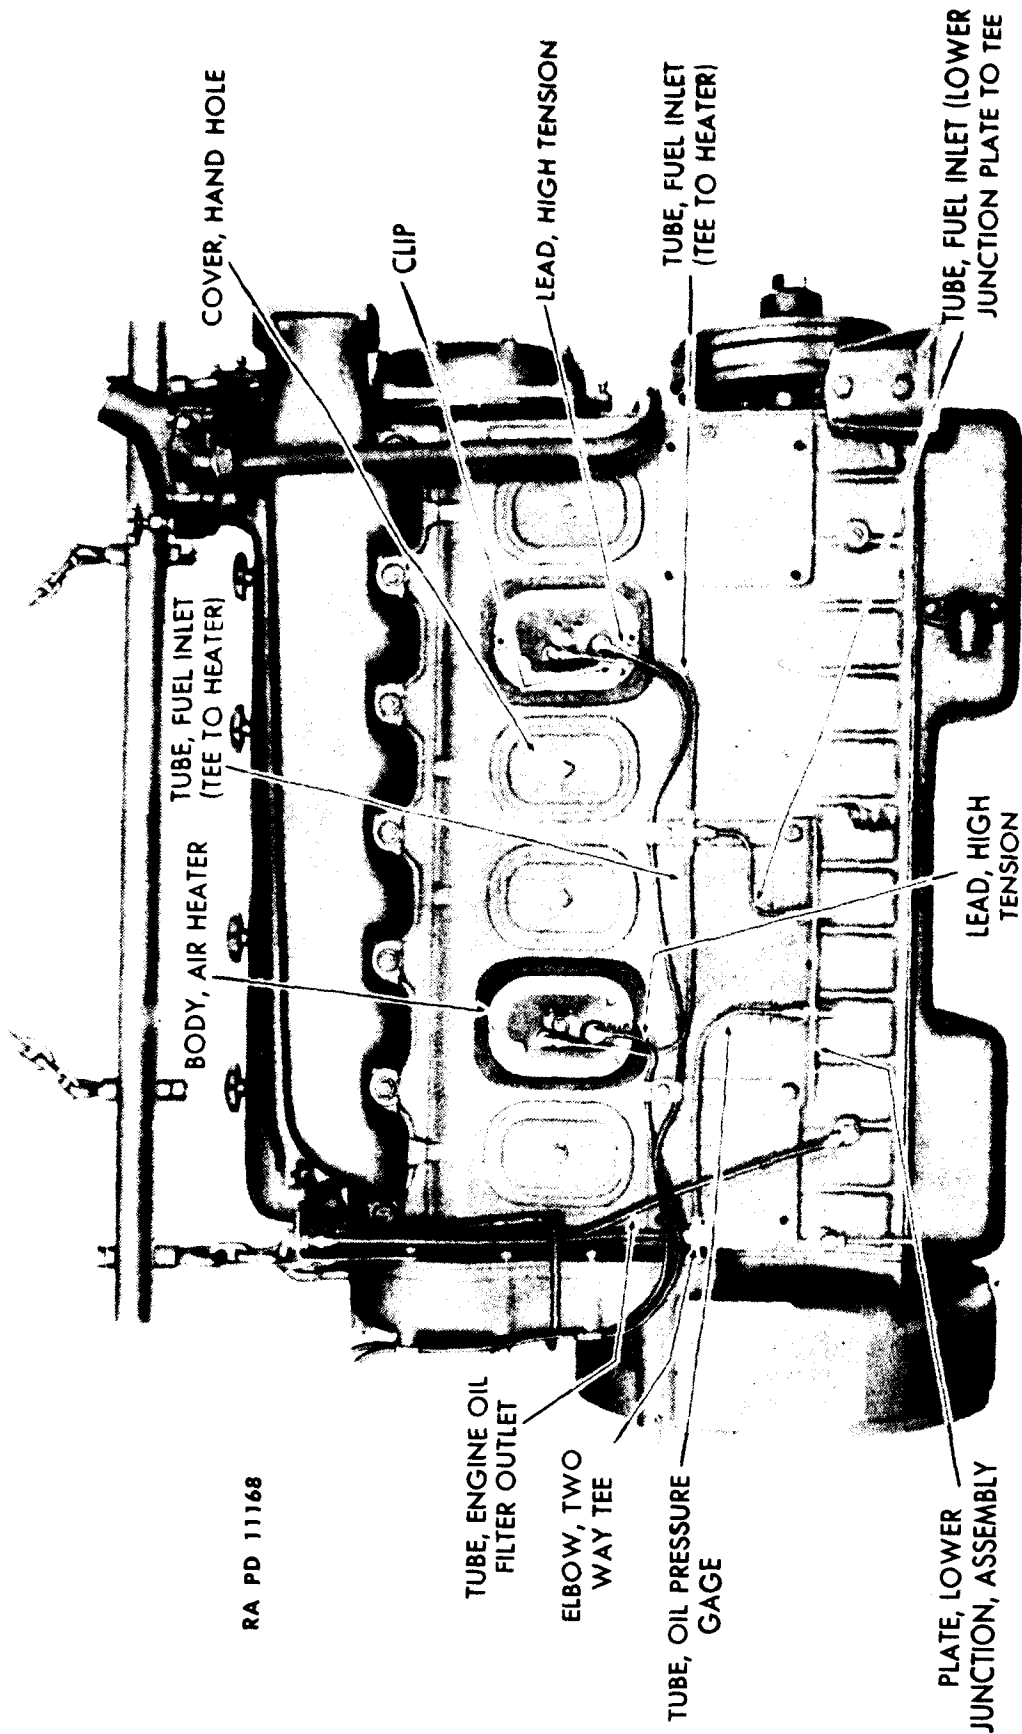 RA PD 11168
TUBE, ENGINE OIL
FILTER OUTLET
ELBOW, TWO
WAY TEE
TUBE, OIL PRESSURE
GAGE
PLATE, LOWER
JUNCTION, ASSEMBLY
BODY, AIR HEATER
TUBE, FUEL INLET
(TEE TO HEATER)
LEAD, HIGH
TENSION
COVER, HAND HOLE
CLIP
LEAD, HIGH TENSION
TUBE, FUEL INLET
(TEE TO HEATER)
TUBE, FUEL INLET (LOWER
JUNCTION PLATE TO TEE